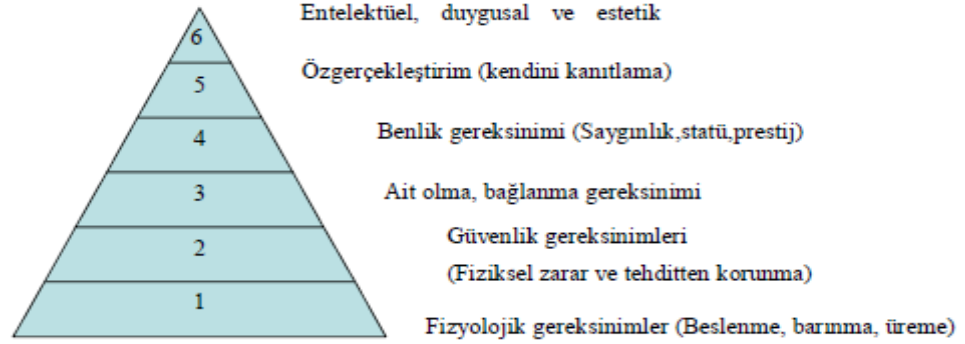 Entelektüel, duygusal ve estetik
6
Özgerçekleştirim (kendini kanıtlama)
5
Benlik gereksinimi (Saygınlık,statü,prestij)
4
Ait olma, bağlanma gereksinimi
3
Güvenlik gereksinimleri
2
(Fiziksel zarar ve tehditten korunma)
1
Fizyolojik gereksinimler (Beslenme, barınma, üreme)